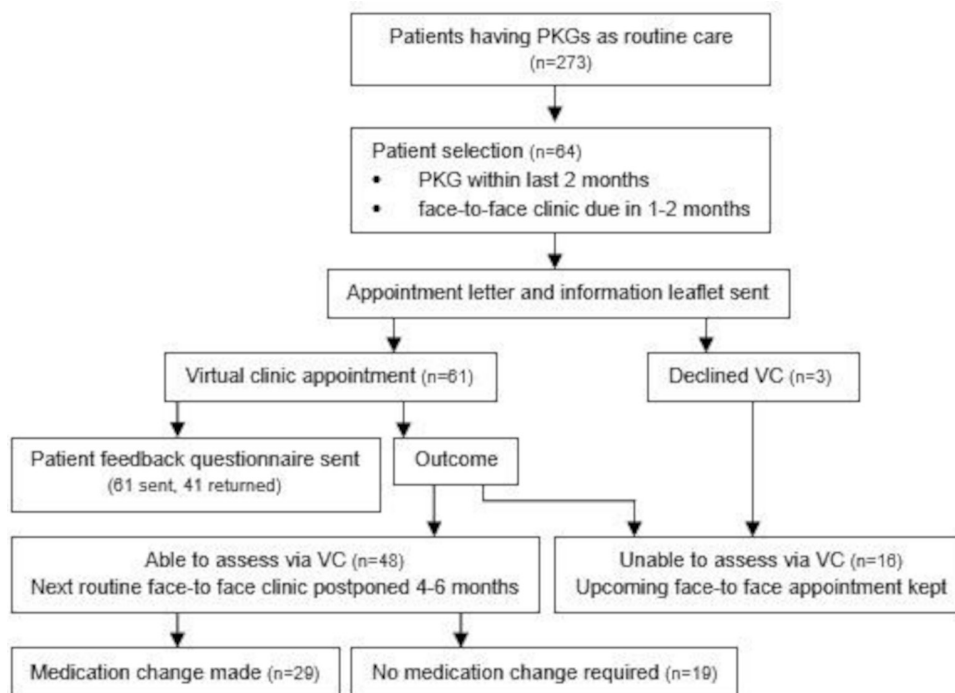 Patients having PKGs as routine care
(n=273)
Patient selection (n=64)
• PKG within last 2 months
• face-to-face clinic due in 1-2 months
Appointment letter and information leaflet sent
Virtual clinic appointment (n=61)
Declined VC (n=3)
Patient feedback questionnaire sent
(61 sent, 41 returned)
Outcome
Able to assess via VC (n=48)
Next routine face-to face clinic postponed 4-6 months
Unable to assess via VC (n=16)
Upcoming face-to face appointment kept
Medication change made (n=29)
No medication change required (n=19)